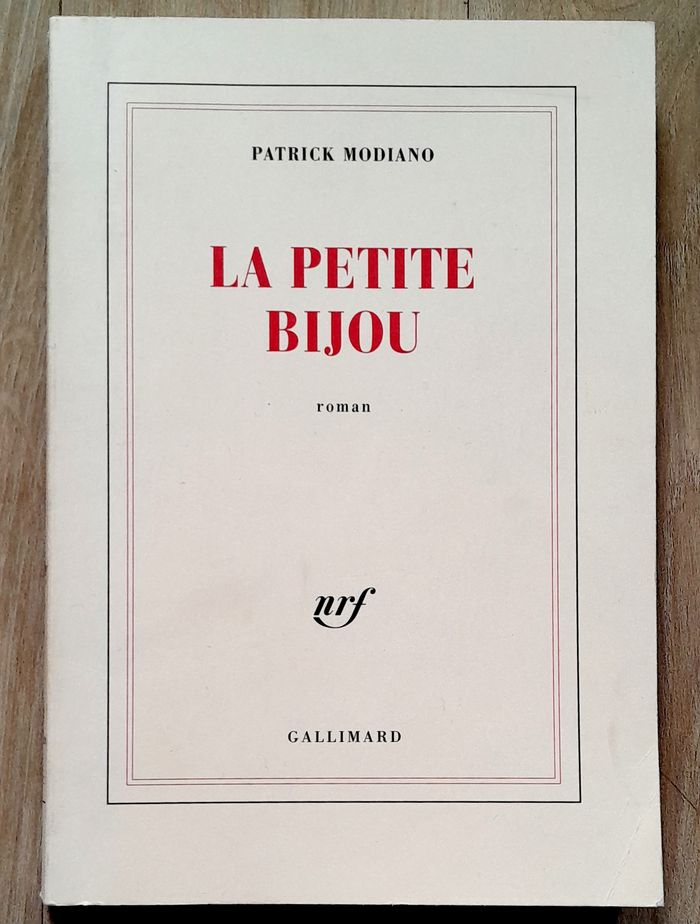 PATRICK MODIANO
LA PETITE
BIJOU
roman
nrf
GALLIMARD